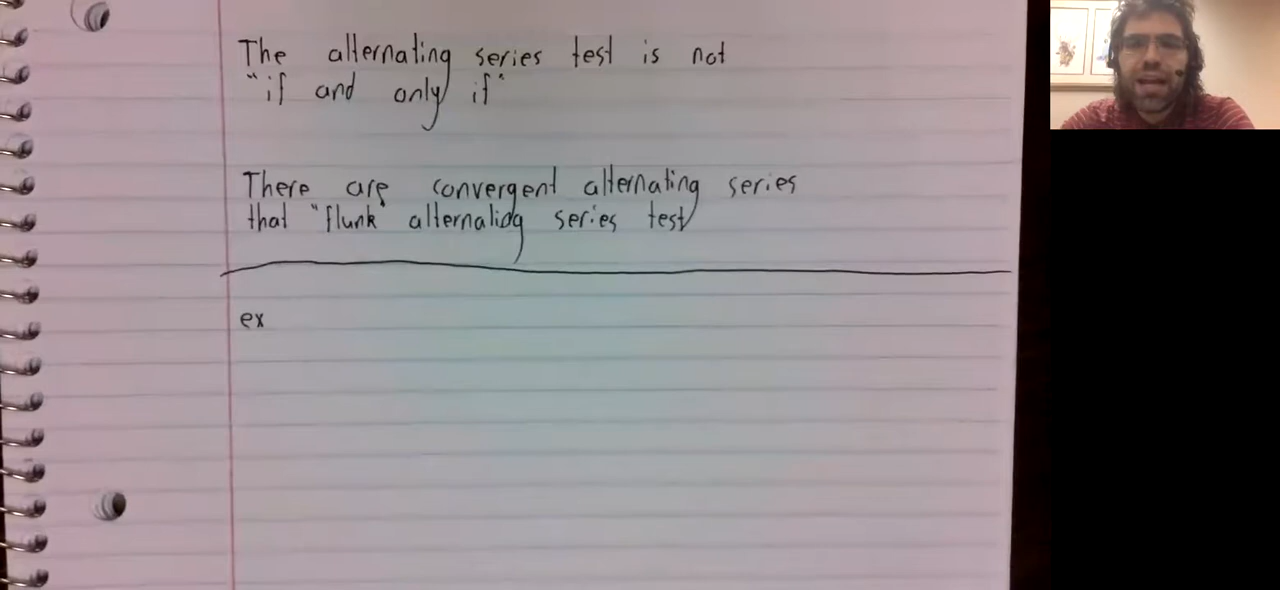 The alternating series test is not
"if and only if"
There are convergent alternating series
that "flunk" alternating series test
ex